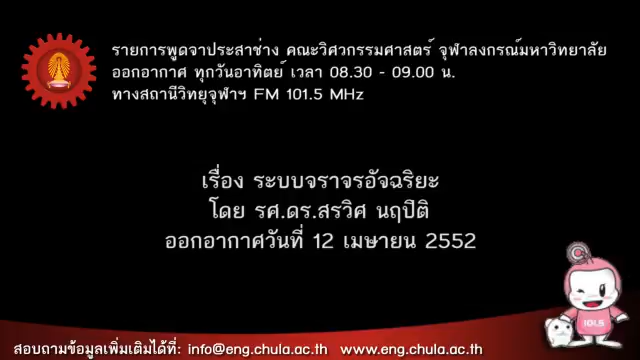 รายการพูดจาประสาช่าง คณะวิศวกรรมศาสตร์ จุฬาลงกรณ์มหาวิทยาลัย
ออกอากาศ ทุกวันอาทิตย์ เวลา 08.30 - 09.00 น.
ทางสถานีวิทยุจุฬาฯ FM 101.5 MHz
เรื่อง ระบบจราจรอัจฉริยะ
โดย รศ.ดร.สรวิศ นฤปิติ
ออกอากาศวันที่ 12 เมษายน 2552
101.5
สอบถามข้อมูลเพิ่มเติมได้ที่: info@eng.chula.ac.th www.eng.chula.ac.th